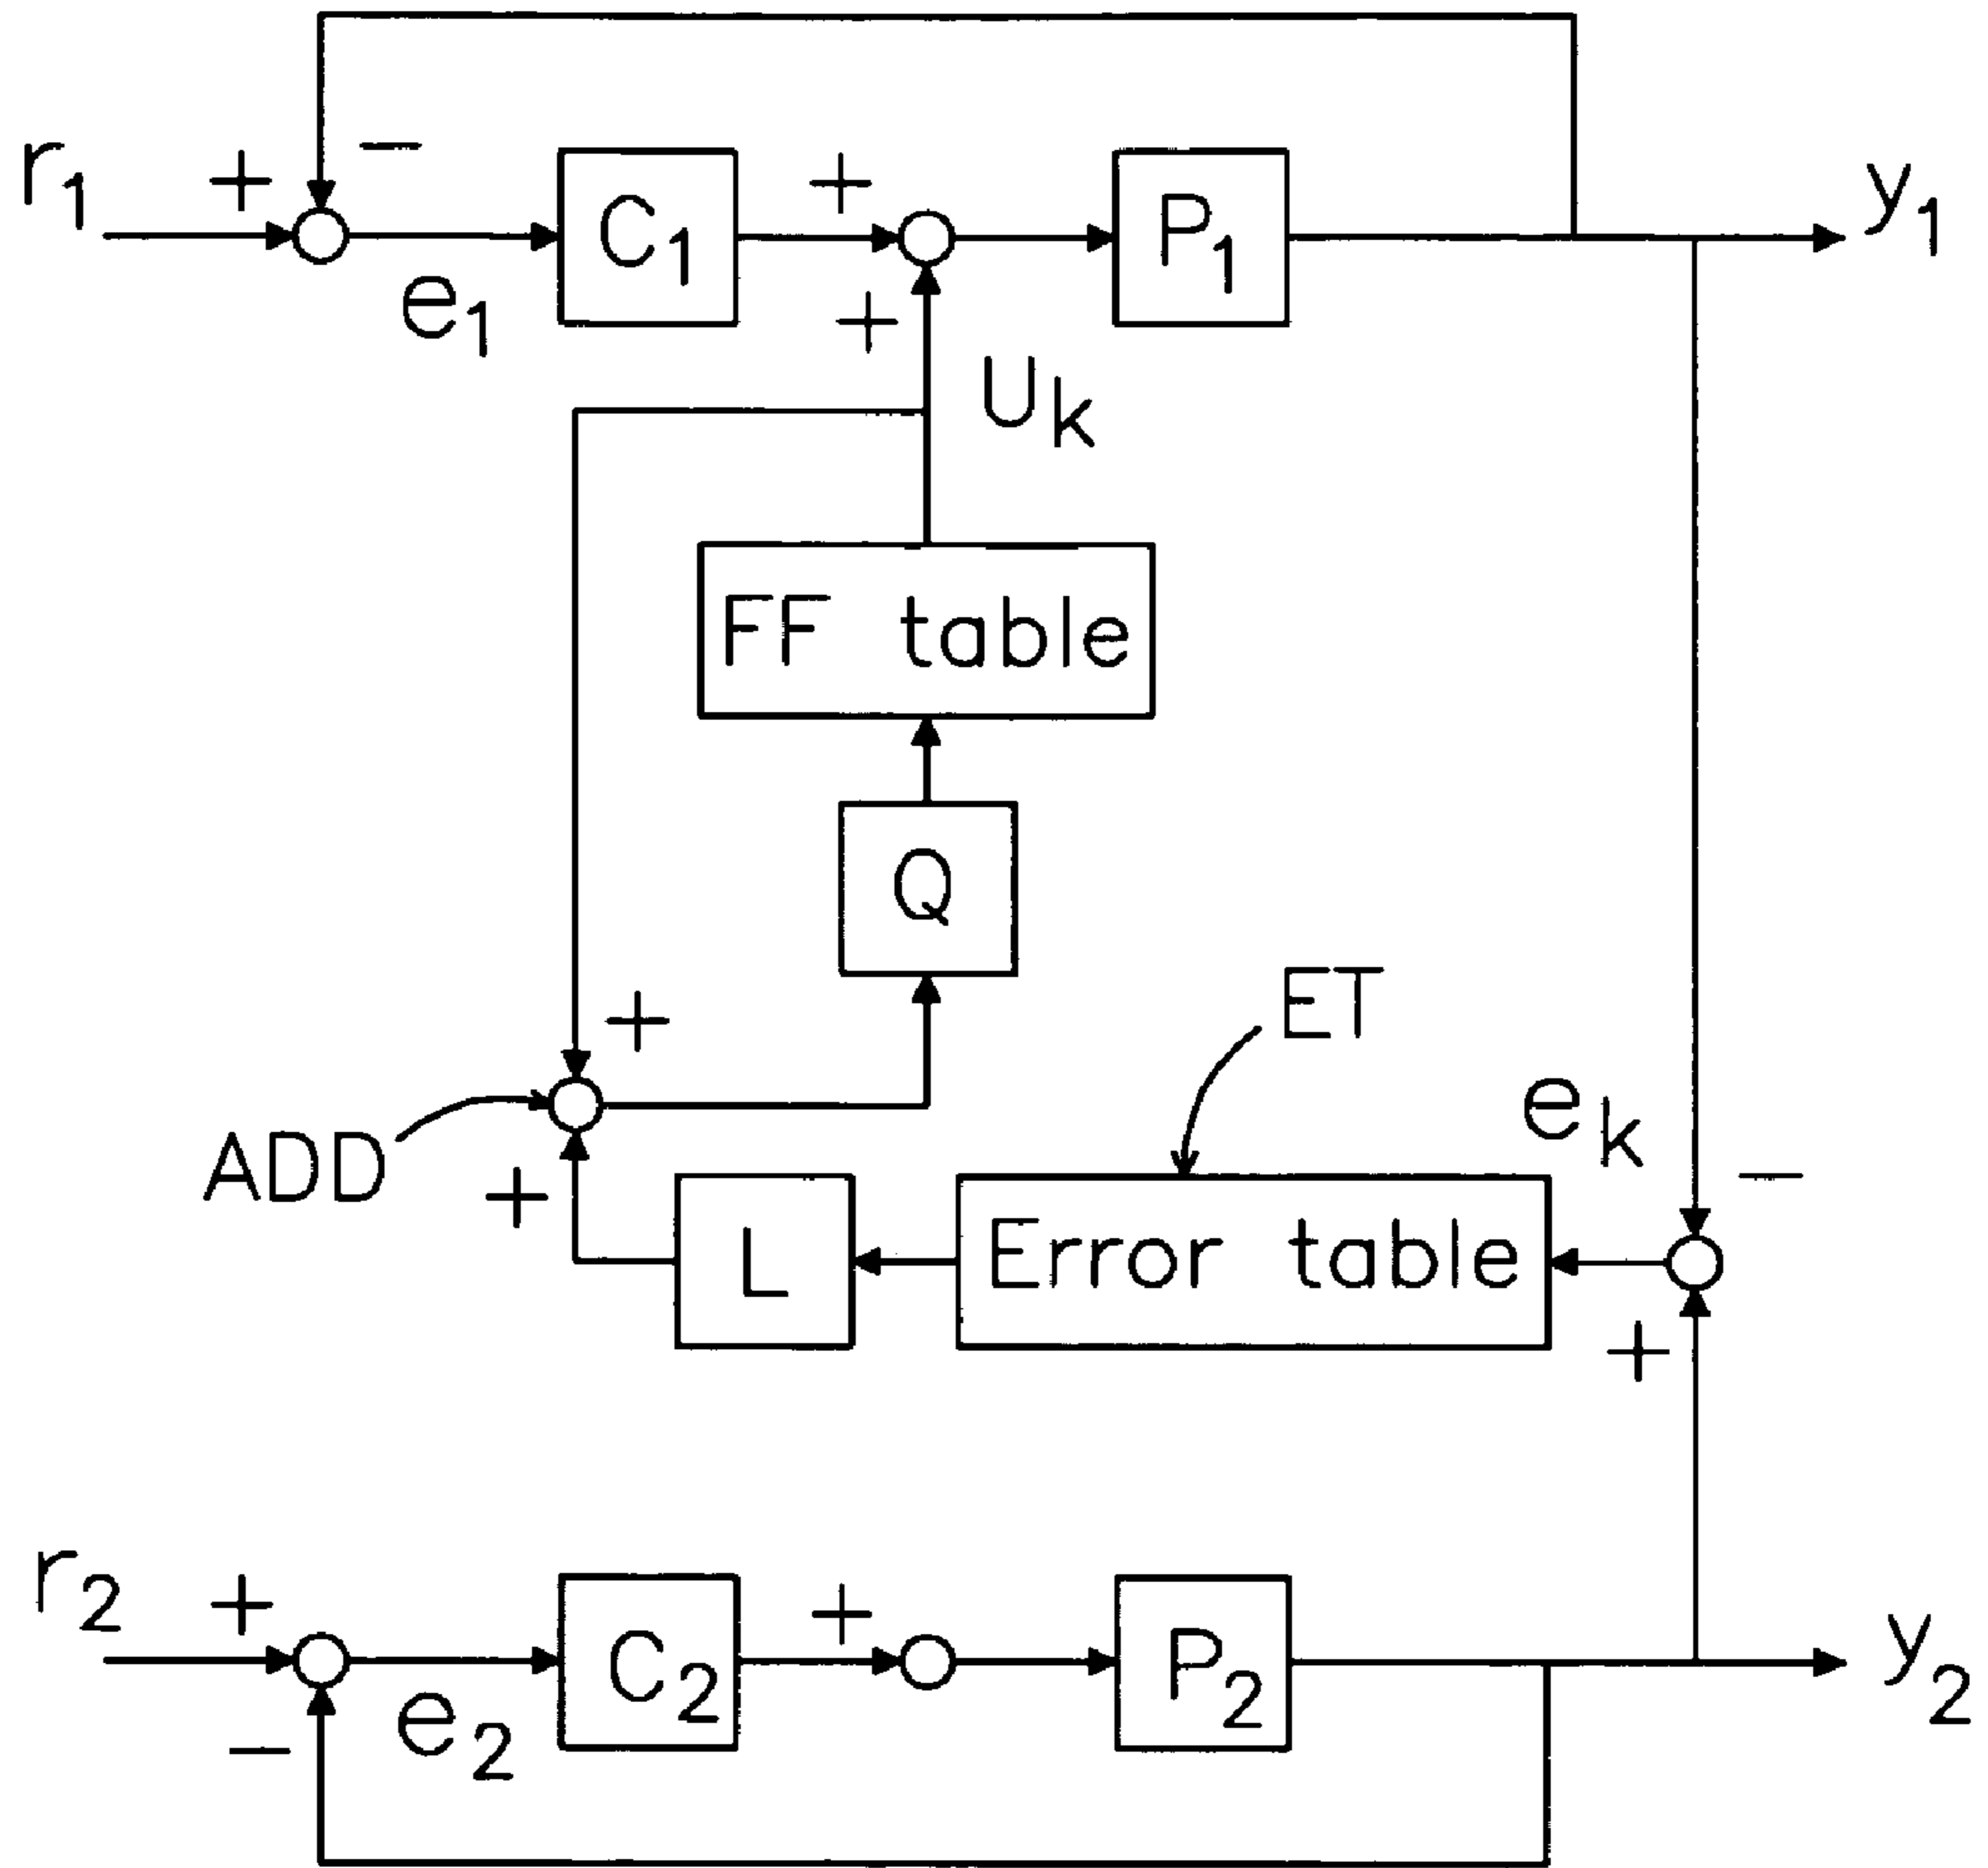 −
r1
+
C1
+
P1
y1
e1
+
Uk
FF table
Q
+
ET
ek
ADD
+
L
Error table
−
+
r2
+
C2
+
P2
y2
−
e2